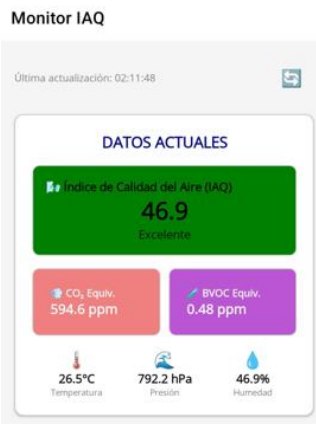 Monitor IAQ
Última actualización: 02:11:48
DATOS ACTUALES
Índice de Calidad del Aire (IAQ)
46.9
Excelente
CO₂ Equiv.
594.6 ppm
BVOC Equiv.
0.48 ppm
26.5°C
Temperatura
792.2 hPa
Presión
46.9%
Humedad